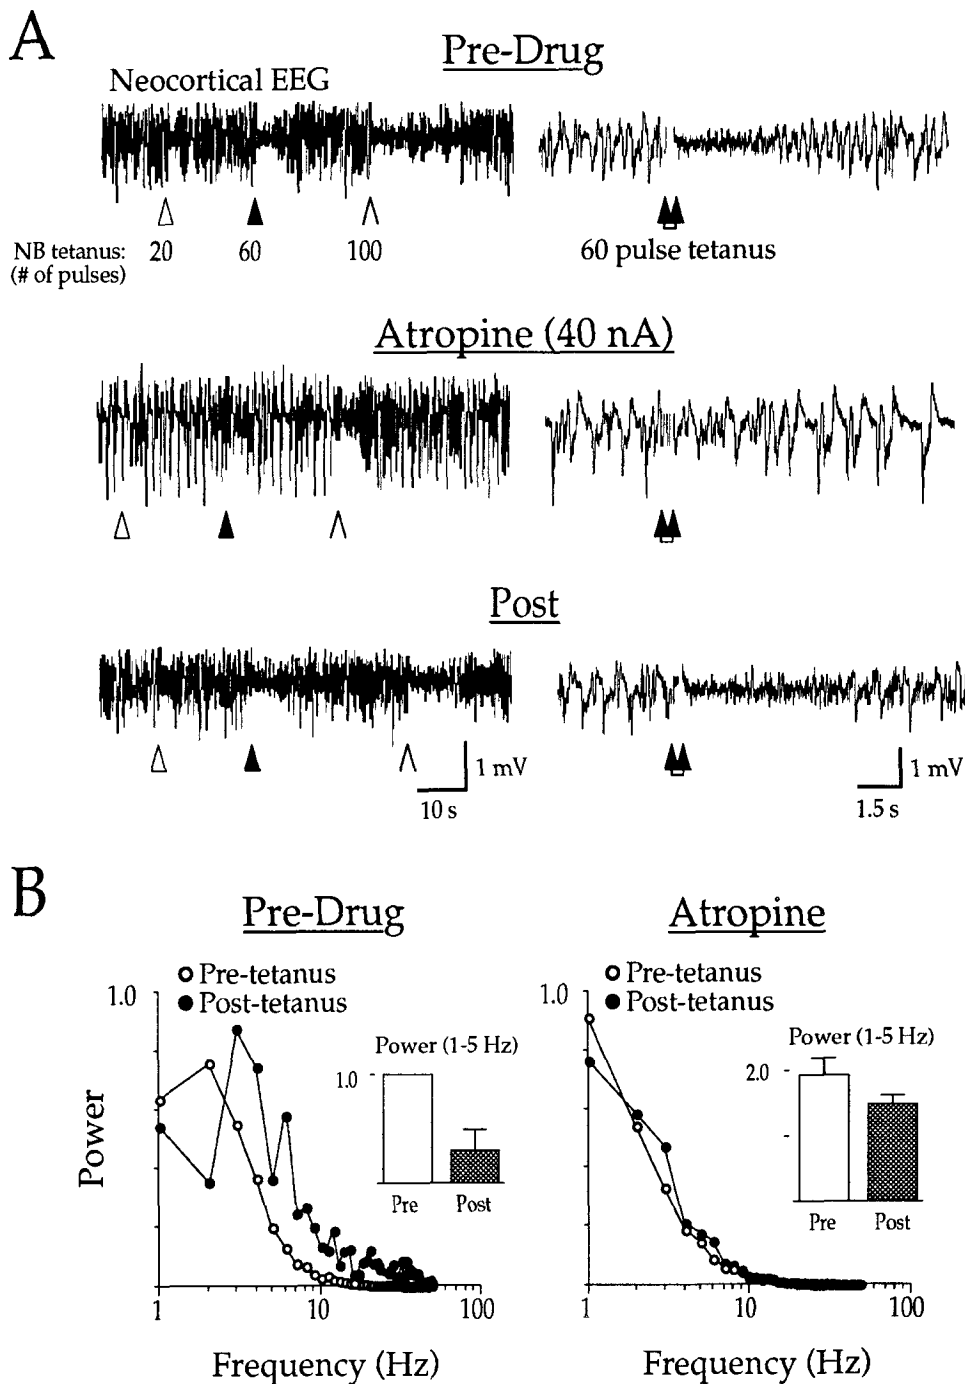 A
Pre-Drug
Neocortical EEG
NB tetanus: 20 60 100
(# of pulses)
60 pulse tetanus
Atropine (40 nA)
Post
1 mV
10 s
1 mV
1.5 s
B
Pre-Drug
Pre-tetanus
Post-tetanus
1.0
Power
Power (1-5 Hz)
1.0
Pre Post
1 10 100
Frequency (Hz)
Atropine
Pre-tetanus
Post-tetanus
1.0
Power (1-5 Hz)
2.0
Pre Post
1 10 100
Frequency (Hz)